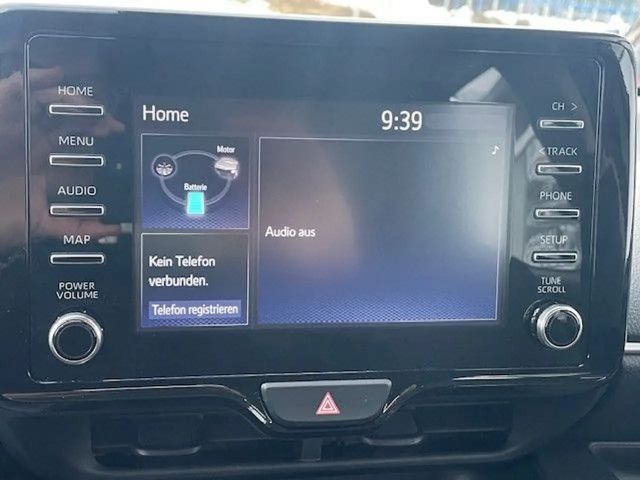 HOME
MENU
AUDIO
MAP
POWER
VOLUME
Home
9:39
Motor
Batterie
Kein Telefon
verbunden.
Telefon registrieren
Audio aus
CH >
< TRACK
PHONE
SETUP
TUNE
SCROLL